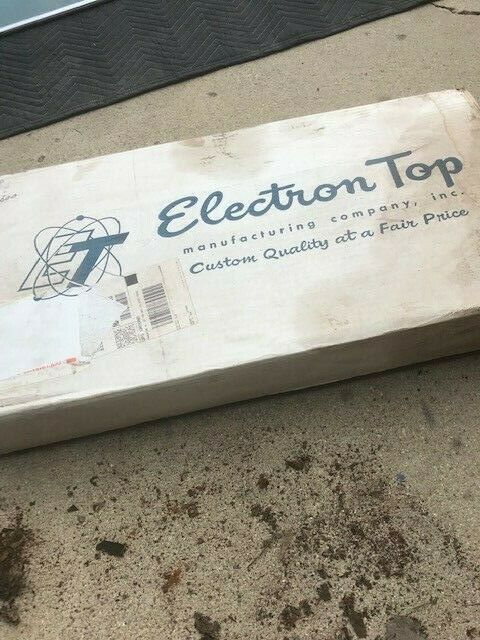 ET
Electron Top
manufacturing company, inc.
Custom Quality at a Fair Price